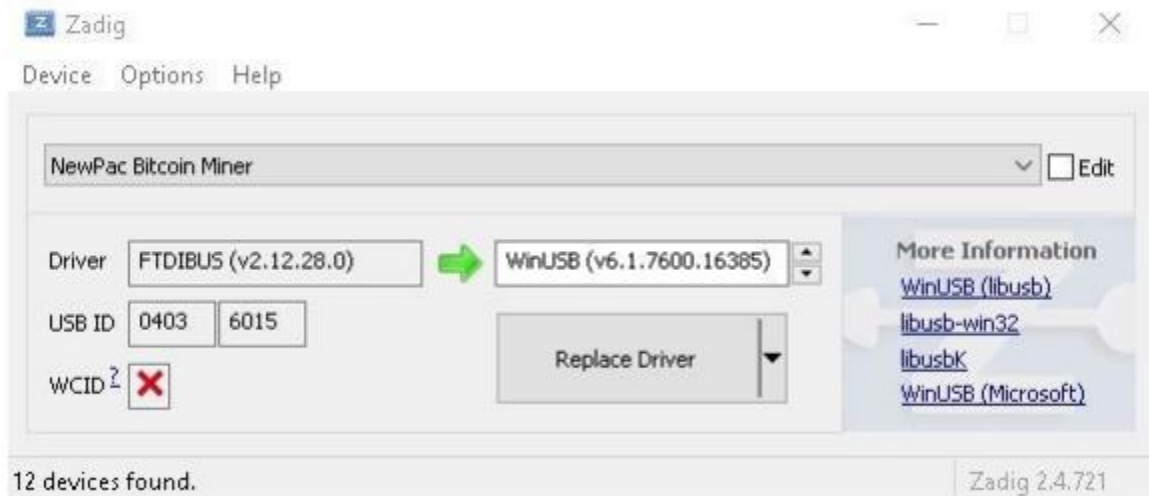 Zadig
Device Options Help
NewPac Bitcoin Miner
Edit
Driver FTDIBUS (v2.12.28.0) WinUSB (v6.1.7600.16385)
USB ID 0403 6015
WCID ?
Replace Driver
More Information
WinUSB (libusb)
libusb-win32
libusbK
WinUSB (Microsoft)
12 devices found.
Zadig 2.4.721